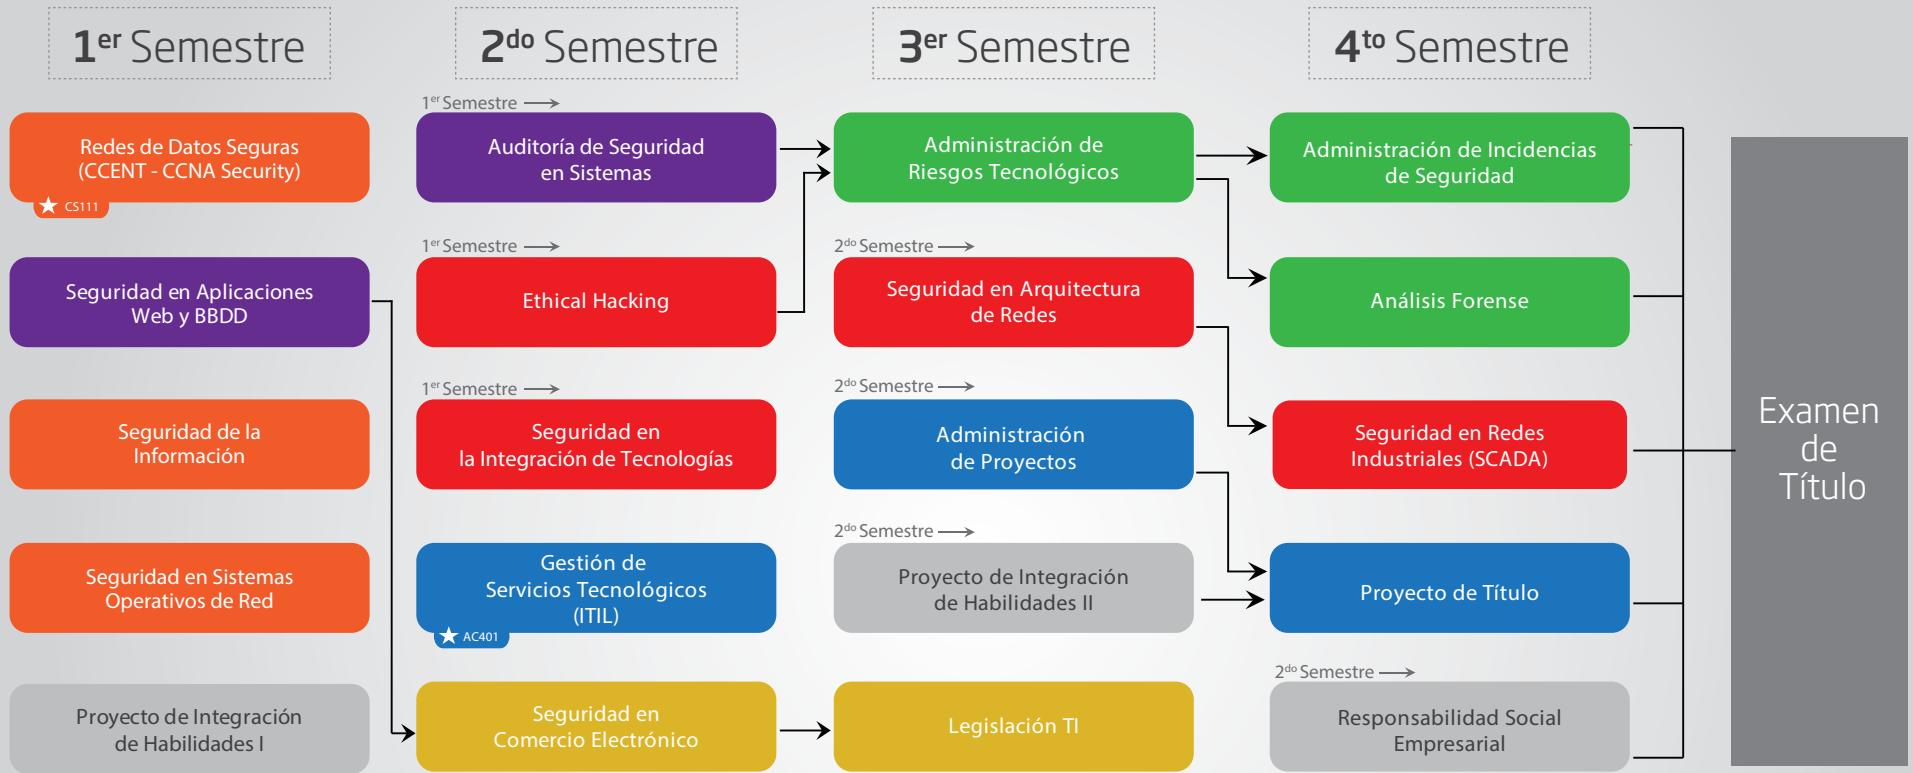 1er Semestre
Redes de Datos Seguras
(CCENT - CCNA Security)
CS111
Seguridad en Aplicaciones
Web y BBDD
Seguridad de la
Información
Seguridad en Sistemas
Operativos de Red
Proyecto de Integración
de Habilidades I
2do Semestre
1er Semestre
Auditoría de Seguridad
en Sistemas
1er Semestre
Ethical Hacking
1er Semestre
Seguridad en
la Integración de Tecnologías
Gestión de
Servicios Tecnológicos
(ITIL)
AC401
Seguridad en
Comercio Electrónico
3er Semestre
Administración de
Riesgos Tecnológicos
2do Semestre
Seguridad en Arquitectura
de Redes
2do Semestre
Administración
de Proyectos
2do Semestre
Proyecto de Integración
de Habilidades II
Legislación TI
4to Semestre
Administración de Incidencias
de Seguridad
Análisis Forense
Seguridad en Redes
Industriales (SCADA)
Proyecto de Título
2do Semestre
Responsabilidad Social
Empresarial
Examen
de
Título